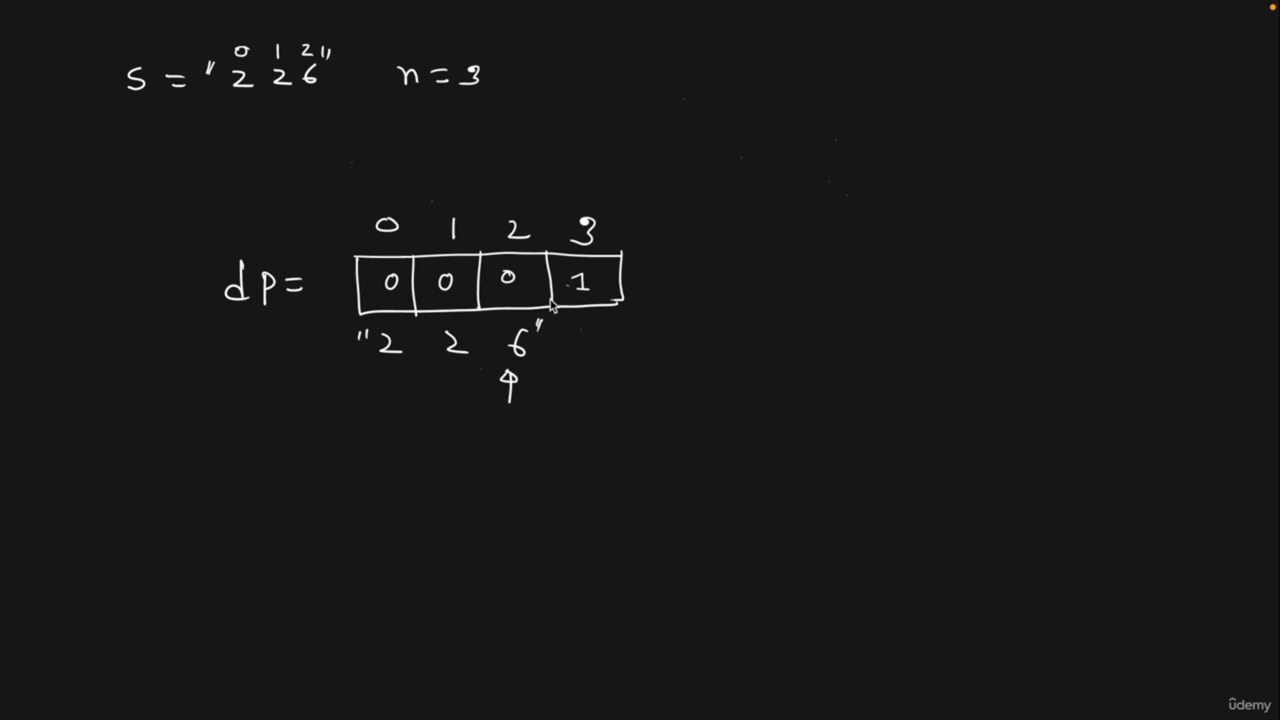 0 1 2
S = "2 2 6" n = 3
0 1 2 3
dp = 0 0 0 1
"2 2 6"
ûdemy